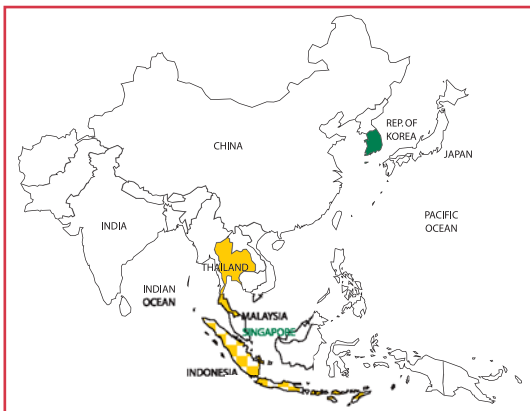 REP. OF
KOREA
CHINA
JAPAN
PACIFIC
OCEAN
INDIA
THAILAND
INDIAN
OCEAN
MALAYSIA
SINGAPORE
INDONESIA